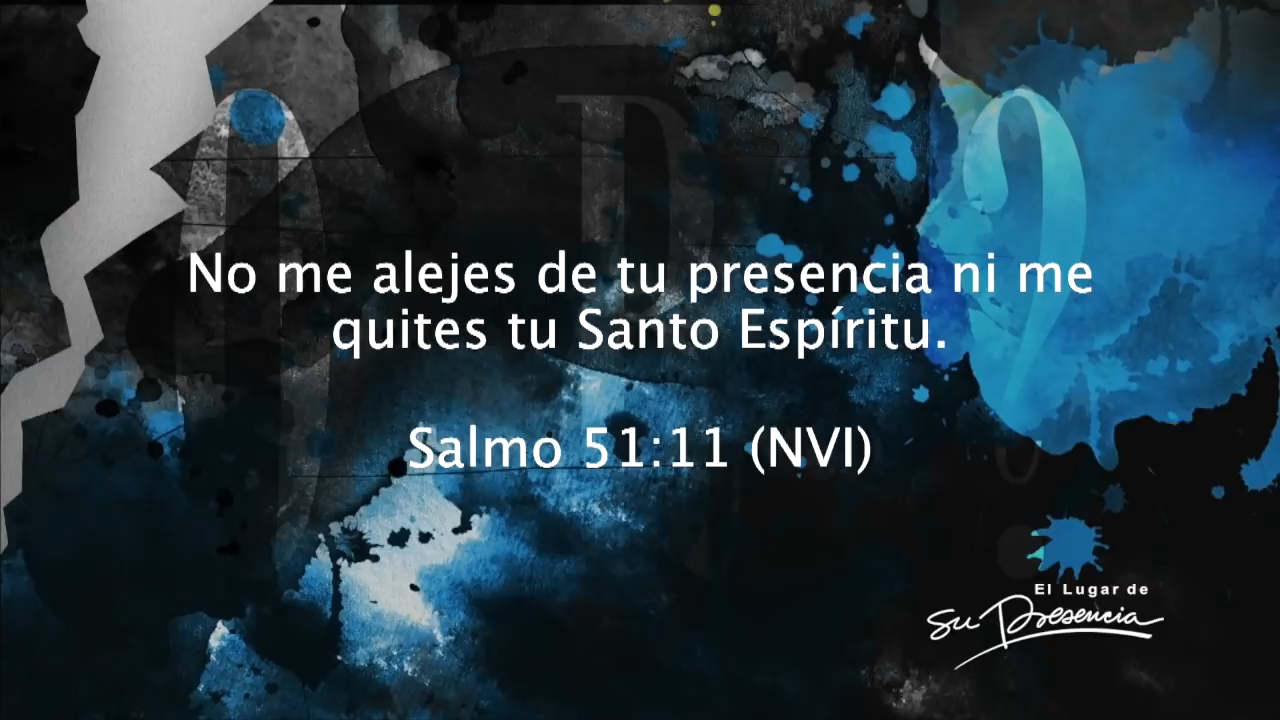 No me alejes de tu presencia ni me
quites tu Santo Espíritu.
Salmo 51:11 (NVI)
El Lugar de
Su Presencia